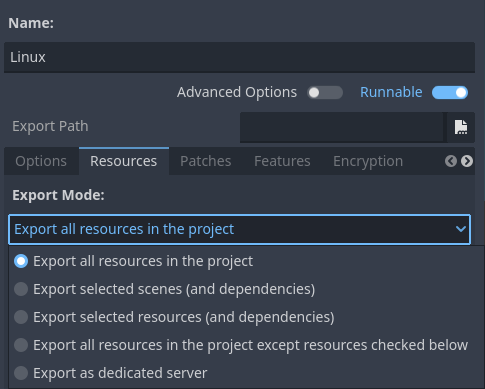 Name:
Linux
Advanced Options Runnable
Export Path
Options Resources Patches Features Encryption
Export Mode:
Export all resources in the project
Export all resources in the project
Export selected scenes (and dependencies)
Export selected resources (and dependencies)
Export all resources in the project except resources checked below
Export as dedicated server